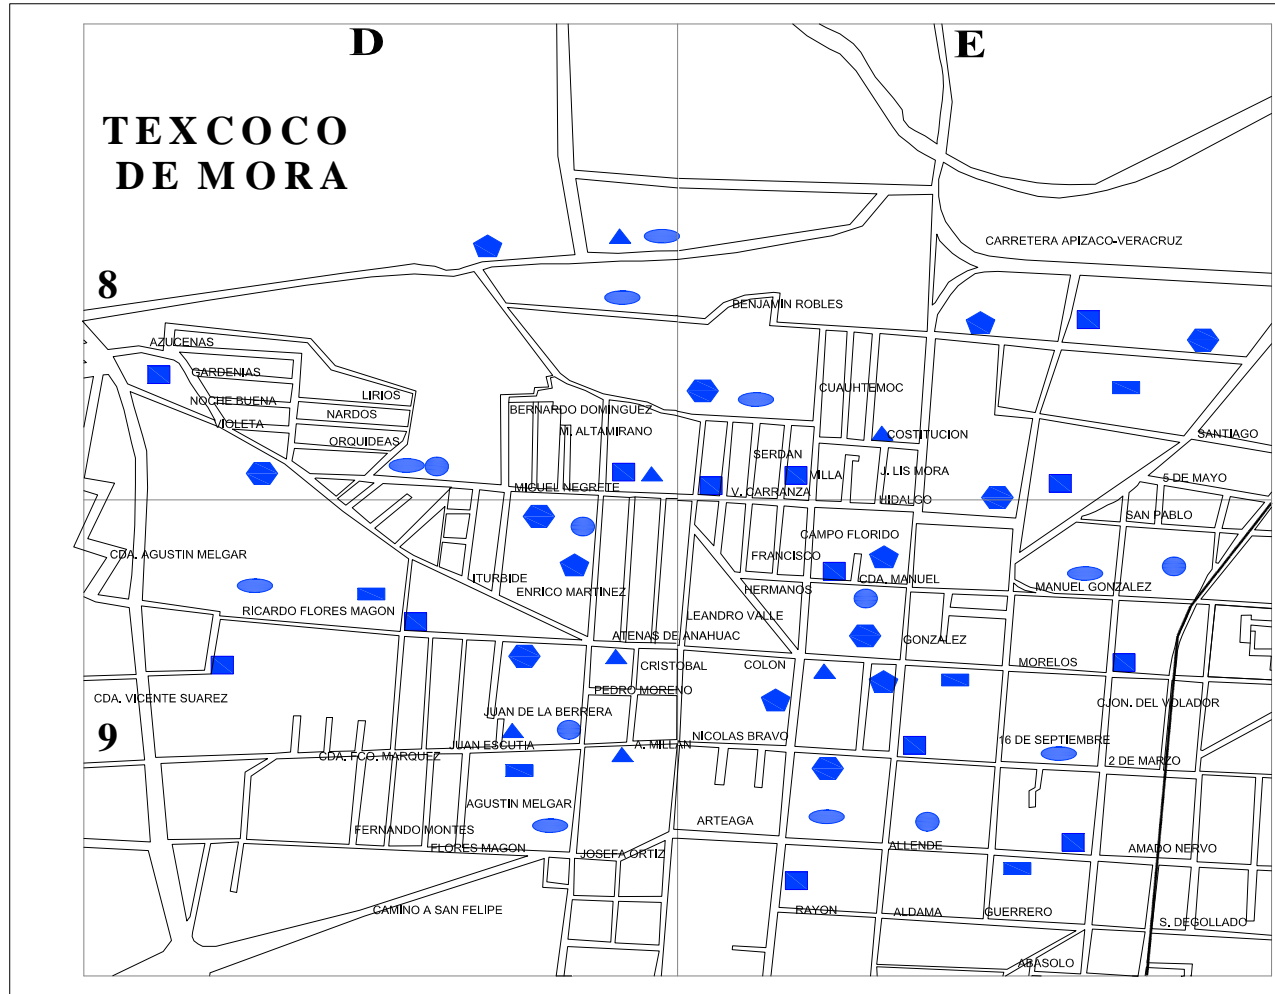 D
E
TEXCOCO
DE MORA
CARRETERA APIZACO-VERACRUZ
8
BENJAMIN ROBLES
AZUCENAS
GARDENIAS
CUAUHTEMOC
LIRIOS
NOCHE BUENA
NARDOS
BERNARDO DOMINGUEZ
VIOLETA
M. ALTAMIRANO
COSTITUCION
SANTIAGO
ORQUIDEAS
SERDAN
MILLA
J. LIS MORA
5 DE MAYO
MIGUEL NEGRETE
V. CARRANZA
HIDALGO
SAN PABLO
CAMPO FLORIDO
CDA. AGUSTIN MELGAR
FRANCISCO
ITURBIDE
CDA. MANUEL
MANUEL GONZALEZ
ENRICO MARTINEZ
HERMANOS
RICARDO FLORES MAGON
LEANDRO VALLE
ATENAS DE ANAHUAC
GONZALEZ
CRISTOBAL
COLON
MORELOS
PEDRO MORENO
CDA. VICENTE SUAREZ
CJON. DEL VOLADOR
JUAN DE LA BERRERA
9
NICOLAS BRAVO
16 DE SEPTIEMBRE
JUAN ESCUTIA
A. MILLAN
CDA. FCO. MARQUEZ
2 DE MARZO
AGUSTIN MELGAR
ARTEAGA
FERNANDO MONTES
FLORES MAGON
JOSEFA ORTIZ
ALLENDE
AMADO NERVO
CAMINO A SAN FELIPE
RAYON
ALDAMA
GUERRERO
S. DEGOLLADO
ABASOLO